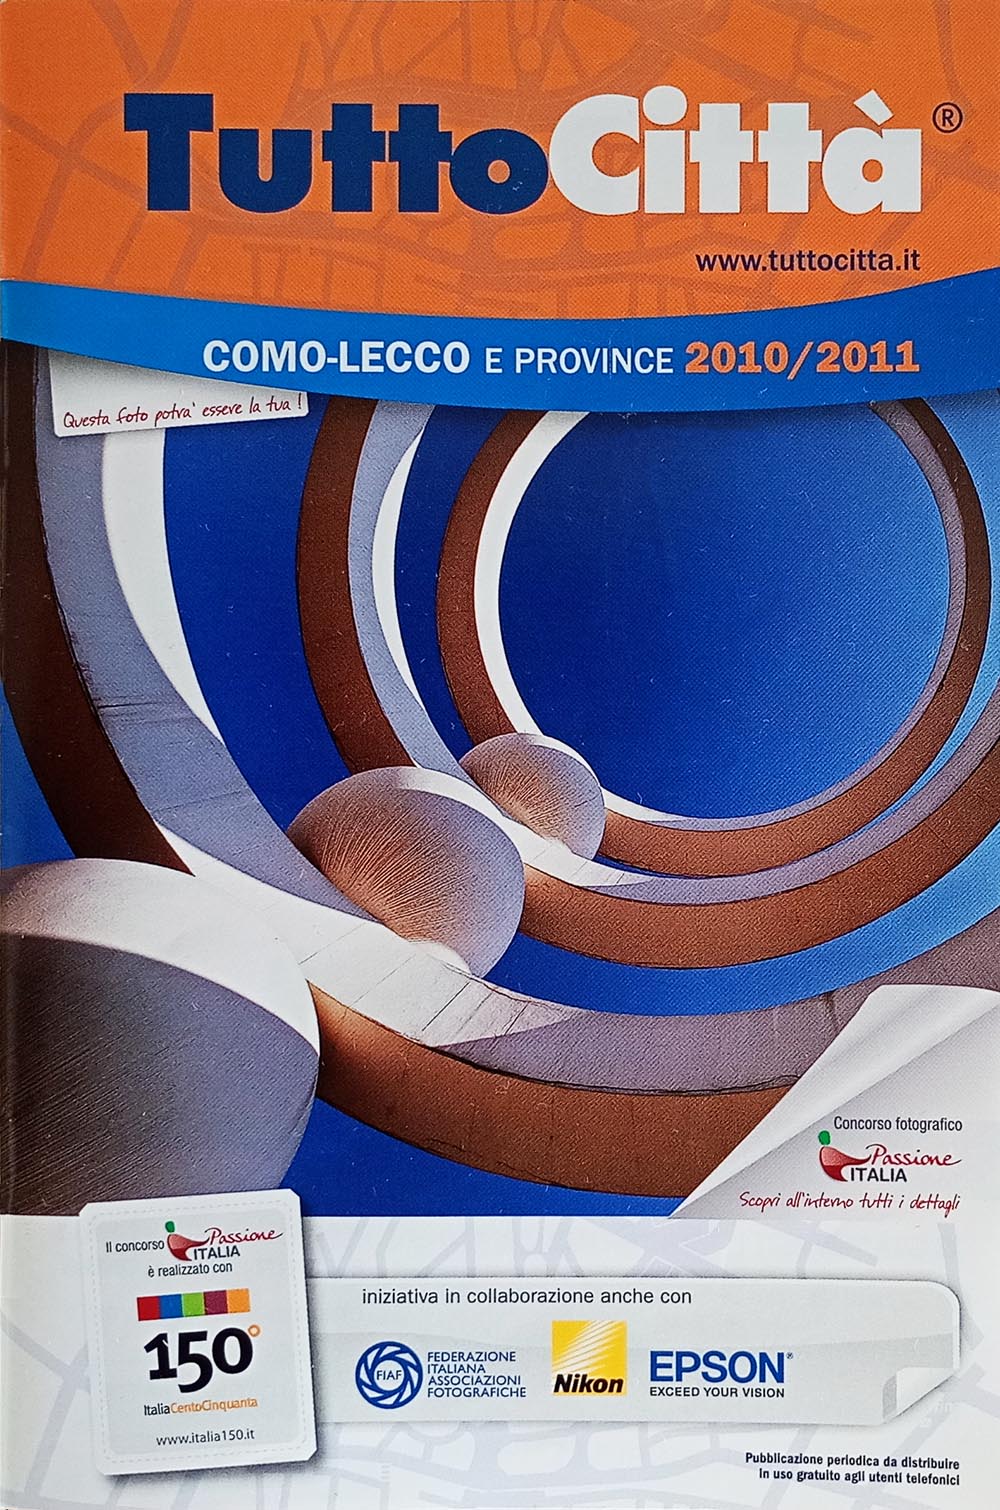 TuttoCittà®
www.tuttocitta.it
COMO-LECCO E PROVINCE 2010/2011
Questa foto potra' essere la tua!
Concorso fotografico
Passione
ITALIA
Scopri all'interno tutti i dettagli
Il concorso Passione
ITALIA
è realizzato con
150°
ItaliaCentoCinquanta
www.italia150.it
iniziativa in collaborazione anche con
FIAF
FEDERAZIONE
ITALIANA
ASSOCIAZIONI
FOTOGRAFICHE
Nikon
EPSON®
EXCEED YOUR VISION
Pubblicazione periodica da distribuire
In uso gratuito agli utenti telefonici